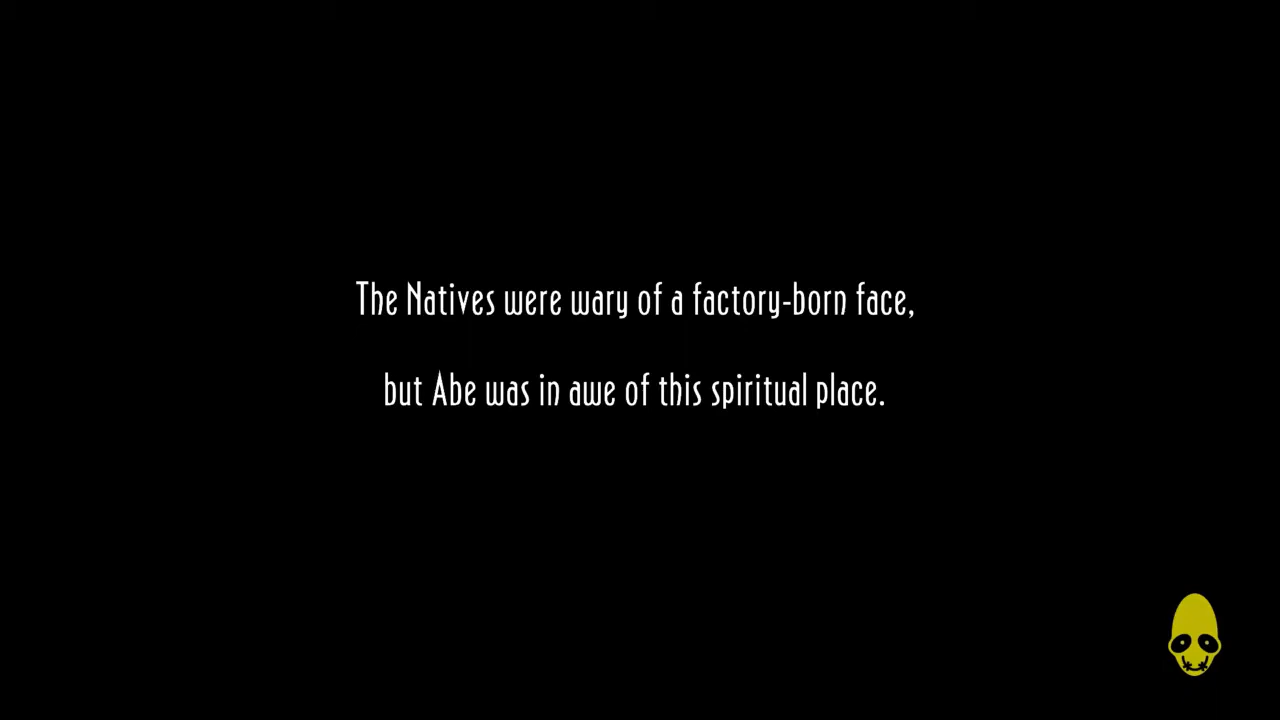 The Natives were wary of a factory-born face,
but Abe was in awe of this spiritual place.